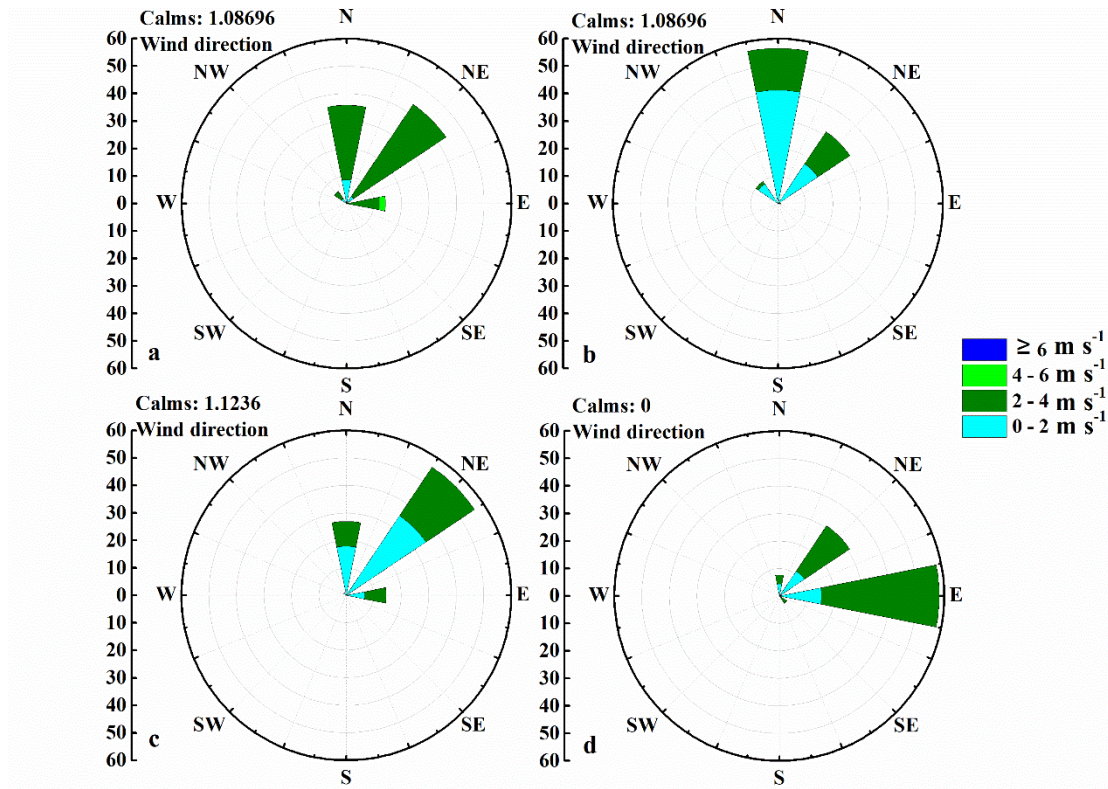 Calms: 1.08696
Wind direction
N
NE
E
SE
S
SW
W
NW
60
50
40
30
20
10
0
10
20
30
40
50
60
a
Calms: 1.08696
Wind direction
N
NE
E
SE
S
SW
W
NW
b
≥ 6 m s-1
4 - 6 m s-1
2 - 4 m s-1
0 - 2 m s-1
Calms: 1.1236
Wind direction
N
NE
E
SE
S
SW
W
NW
60
50
40
30
20
10
0
10
20
30
40
50
60
c
Calms: 0
Wind direction
N
NE
E
SE
S
SW
W
NW
60
50
40
30
20
10
0
10
20
30
40
50
60
d
60
50
40
30
20
10
0
10
20
30
40
50
60